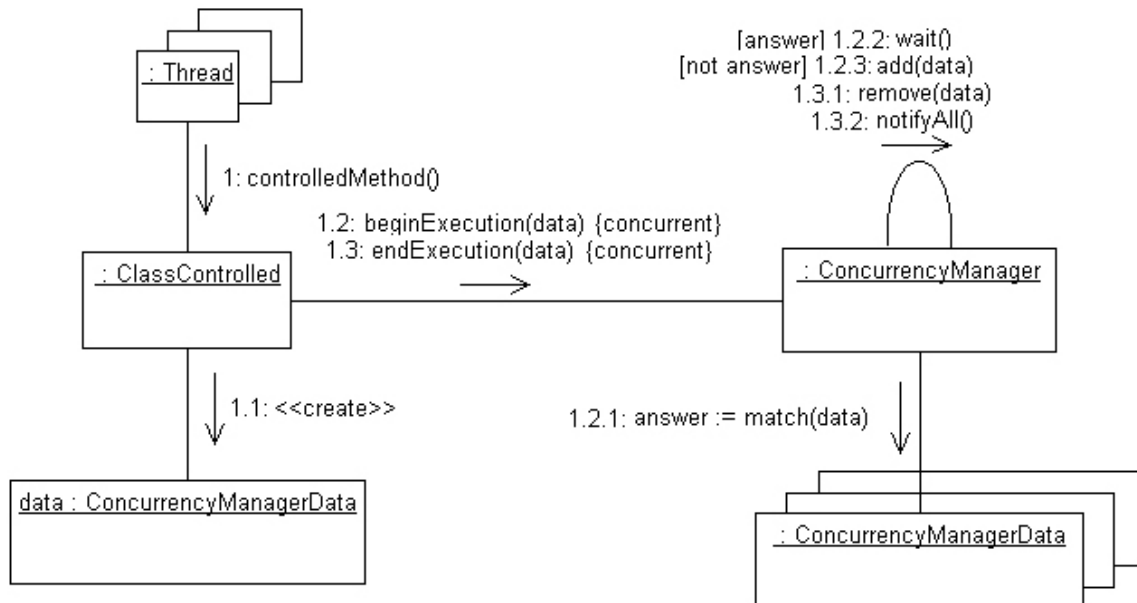 : Thread
[answer] 1.2.2: wait()
[not answer] 1.2.3: add(data)
1.3.1: remove(data)
1.3.2: notifyAll()
1: controlledMethod()
1.2: beginExecution(data) {concurrent}
1.3: endExecution(data) {concurrent}
: ClassControlled
: ConcurrencyManager
1.1: <<create>>
1.2.1: answer := match(data)
data : ConcurrencyManagerData
: ConcurrencyManagerData